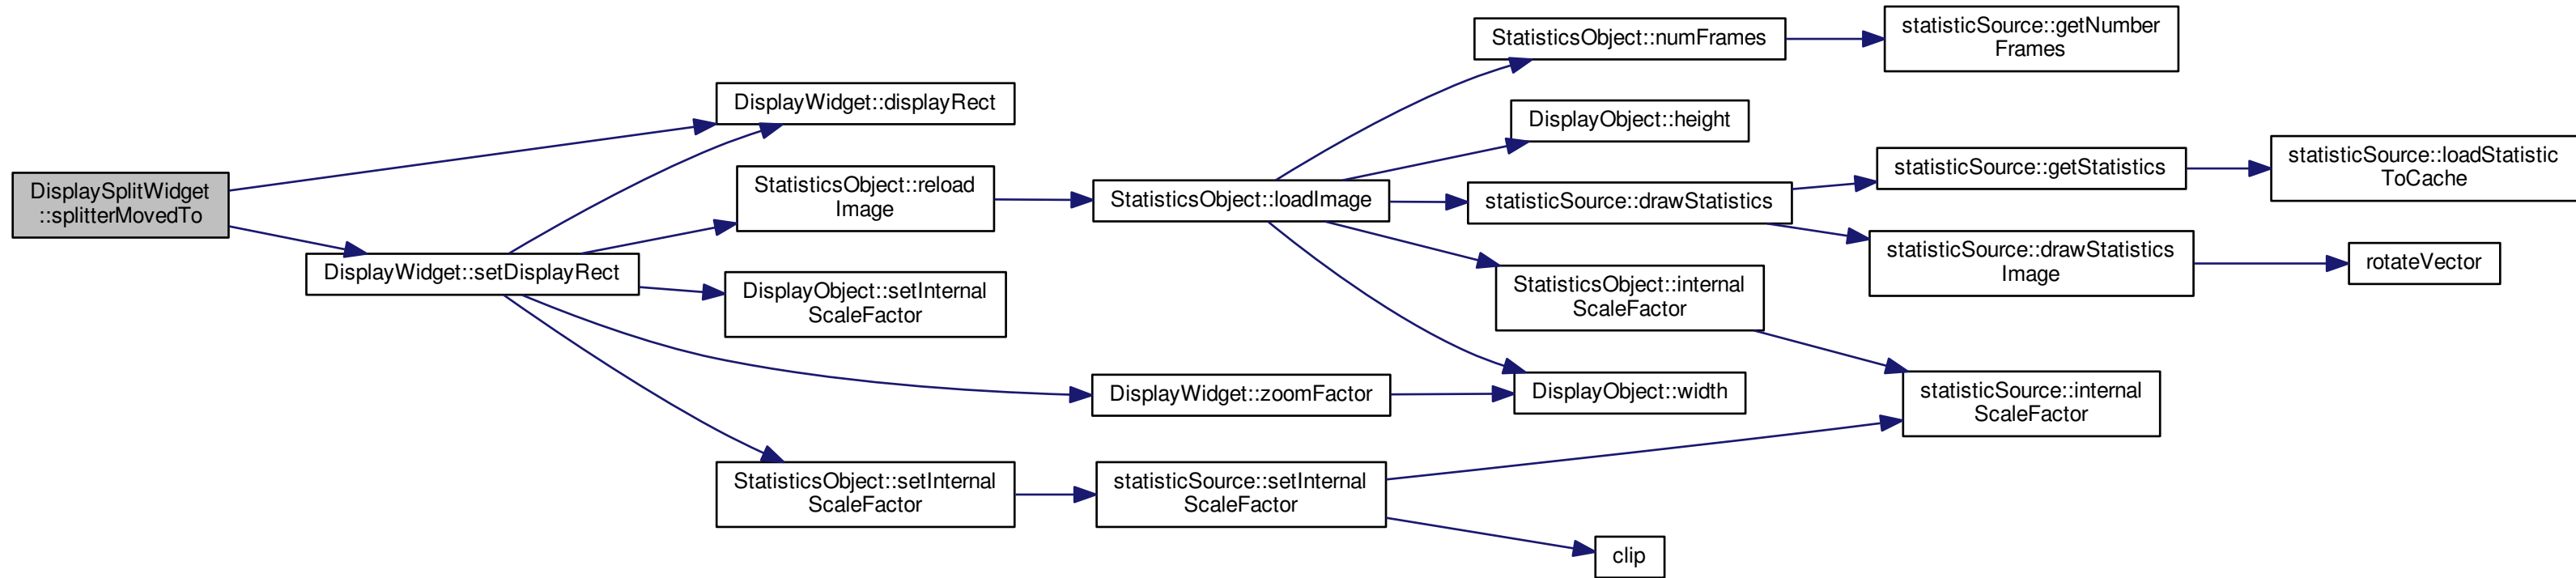 DisplaySplitWidget
::splitterMovedTo
DisplayWidget::displayRect
DisplayWidget::setDisplayRect
StatisticsObject::reload
Image
DisplayObject::setInternal
ScaleFactor
StatisticsObject::setInternal
ScaleFactor
StatisticsObject::loadImage
DisplayWidget::zoomFactor
statisticSource::setInternal
ScaleFactor
StatisticsObject::numFrames
DisplayObject::height
statisticSource::drawStatistics
StatisticsObject::internal
ScaleFactor
DisplayObject::width
clip
statisticSource::getNumber
Frames
statisticSource::getStatistics
statisticSource::drawStatistics
Image
statisticSource::internal
ScaleFactor
statisticSource::loadStatistic
ToCache
rotateVector